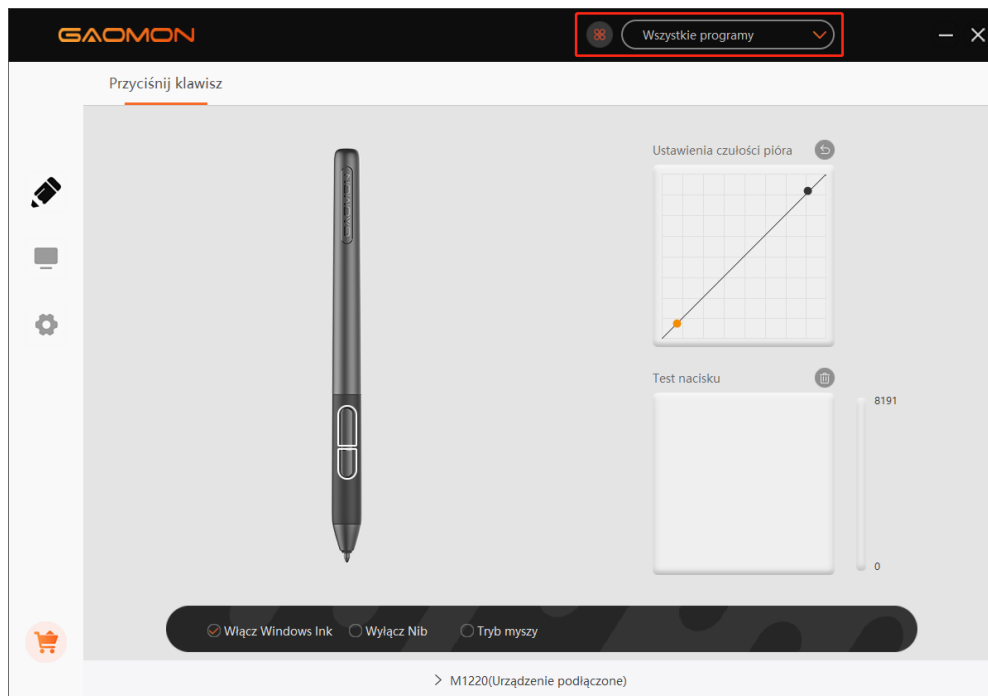 GAOMON
Wszystkie programy
Przyciśnij klawisz
Ustawienia czułości pióra
GAOMON
Test nacisku
8191
0
Włącz Windows Ink
Wyłącz Nib
Tryb myszy
M1220(Urządzenie podłączone)